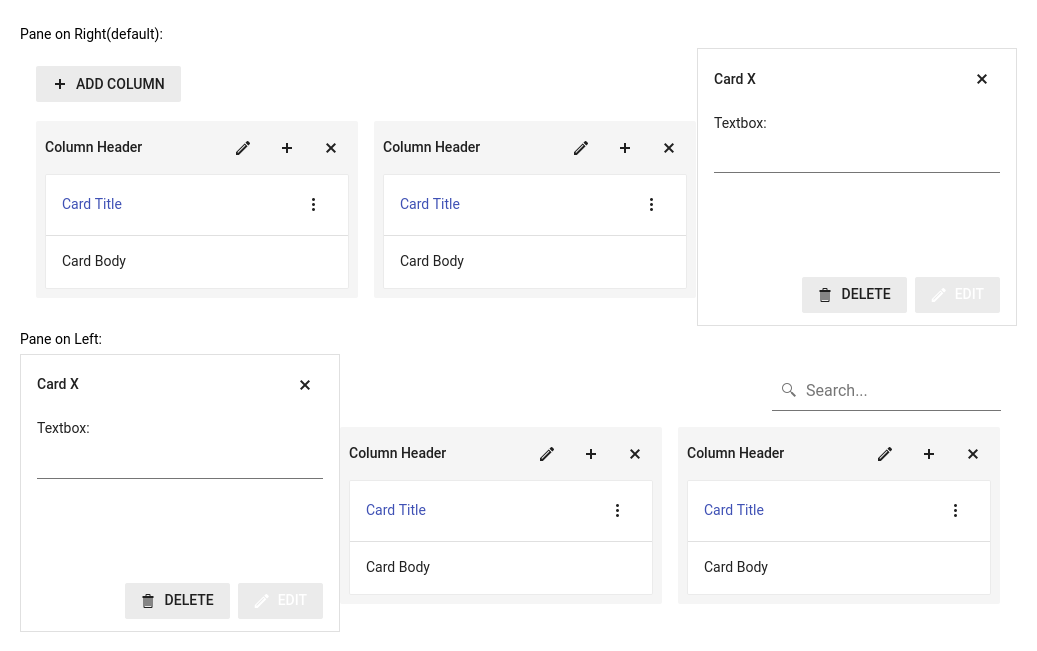 Pane on Right(default):
ADD COLUMN
Column Header
Card Title
Card Body
Column Header
Card Title
Card Body
Card X
Textbox:
DELETE
EDIT
Pane on Left:
Card X
Textbox:
DELETE
EDIT
Search...
Column Header
Card Title
Card Body
Column Header
Card Title
Card Body